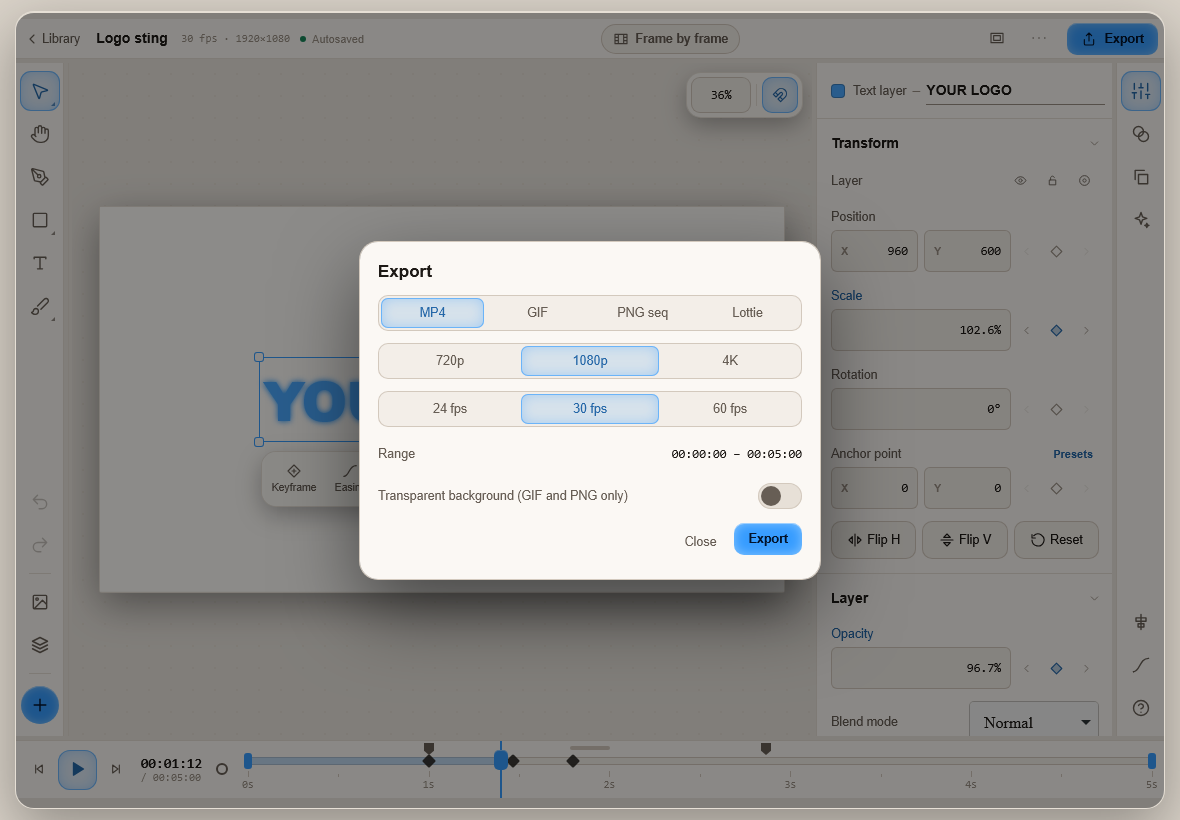 Library
Logo sting
30 fps · 1920×1080
Autosaved
Frame by frame
Export
36%
Text layer – YOUR LOGO
Transform
Layer
Position
X 960
Y 600
Scale
102.6%
Rotation
0°
Anchor point
Presets
X 0
Y 0
Flip H
Flip V
Reset
Layer
Opacity
96.7%
Blend mode
Normal
Keyframe
Export
MP4
GIF
PNG seq
Lottie
720p
1080p
4K
24 fps
30 fps
60 fps
Range
00:00:00 – 00:05:00
Transparent background (GIF and PNG only)
Close
Export
00:01:12
/ 00:05:00
0s
1s
2s
3s
4s
5s